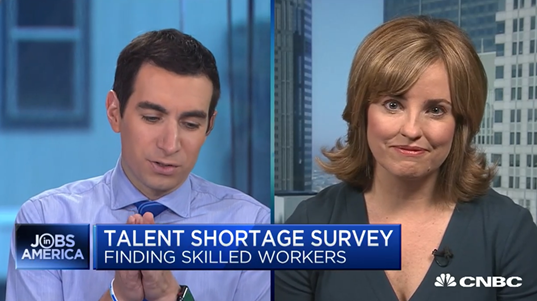 JOBS
in
AMERICA
TALENT SHORTAGE SURVEY
FINDING SKILLED WORKERS
CNBC